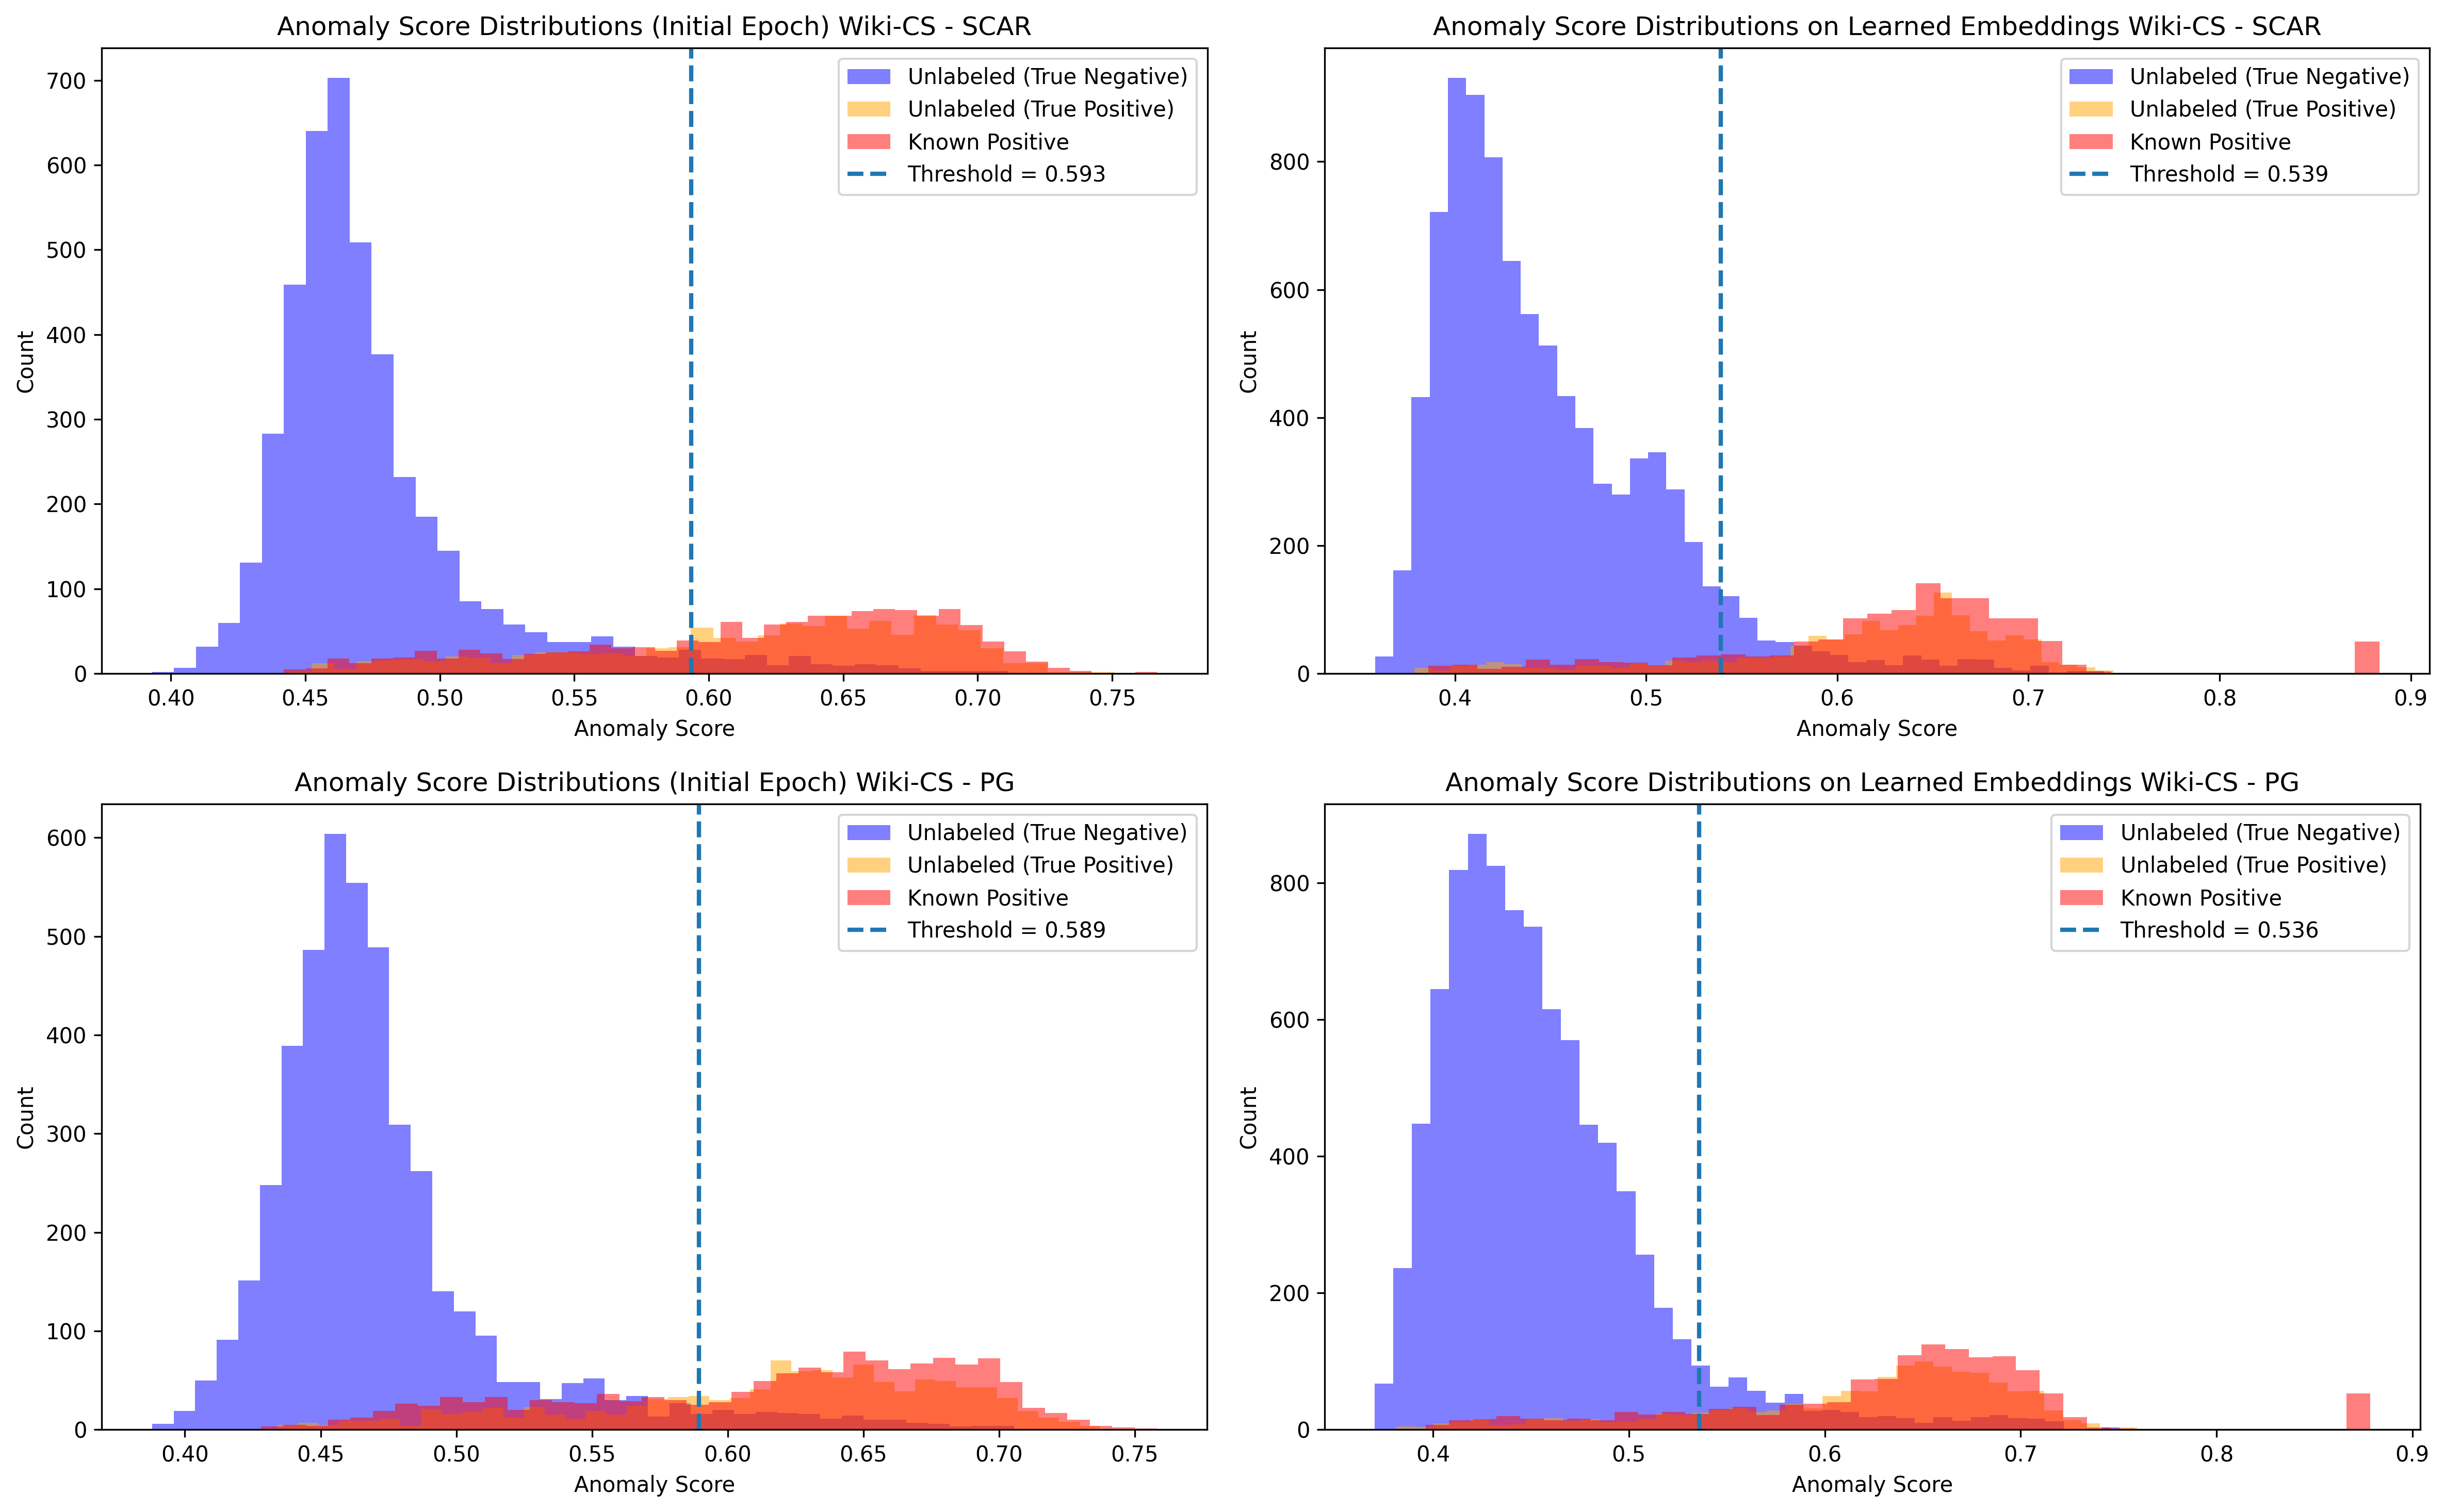 Anomaly Score Distributions (Initial Epoch) Wiki-CS - SCAR
700
600
500
400
300
200
100
0
Count
0.40 0.45 0.50 0.55 0.60 0.65 0.70 0.75
Anomaly Score
Unlabeled (True Negative)
Unlabeled (True Positive)
Known Positive
Threshold = 0.593
Anomaly Score Distributions on Learned Embeddings Wiki-CS - SCAR
800
600
400
200
0
Count
0.4 0.5 0.6 0.7 0.8 0.9
Anomaly Score
Unlabeled (True Negative)
Unlabeled (True Positive)
Known Positive
Threshold = 0.539
Anomaly Score Distributions (Initial Epoch) Wiki-CS - PG
600
500
400
300
200
100
0
Count
0.40 0.45 0.50 0.55 0.60 0.65 0.70 0.75
Anomaly Score
Unlabeled (True Negative)
Unlabeled (True Positive)
Known Positive
Threshold = 0.589
Anomaly Score Distributions on Learned Embeddings Wiki-CS - PG
800
600
400
200
0
Count
0.4 0.5 0.6 0.7 0.8 0.9
Anomaly Score
Unlabeled (True Negative)
Unlabeled (True Positive)
Known Positive
Threshold = 0.536